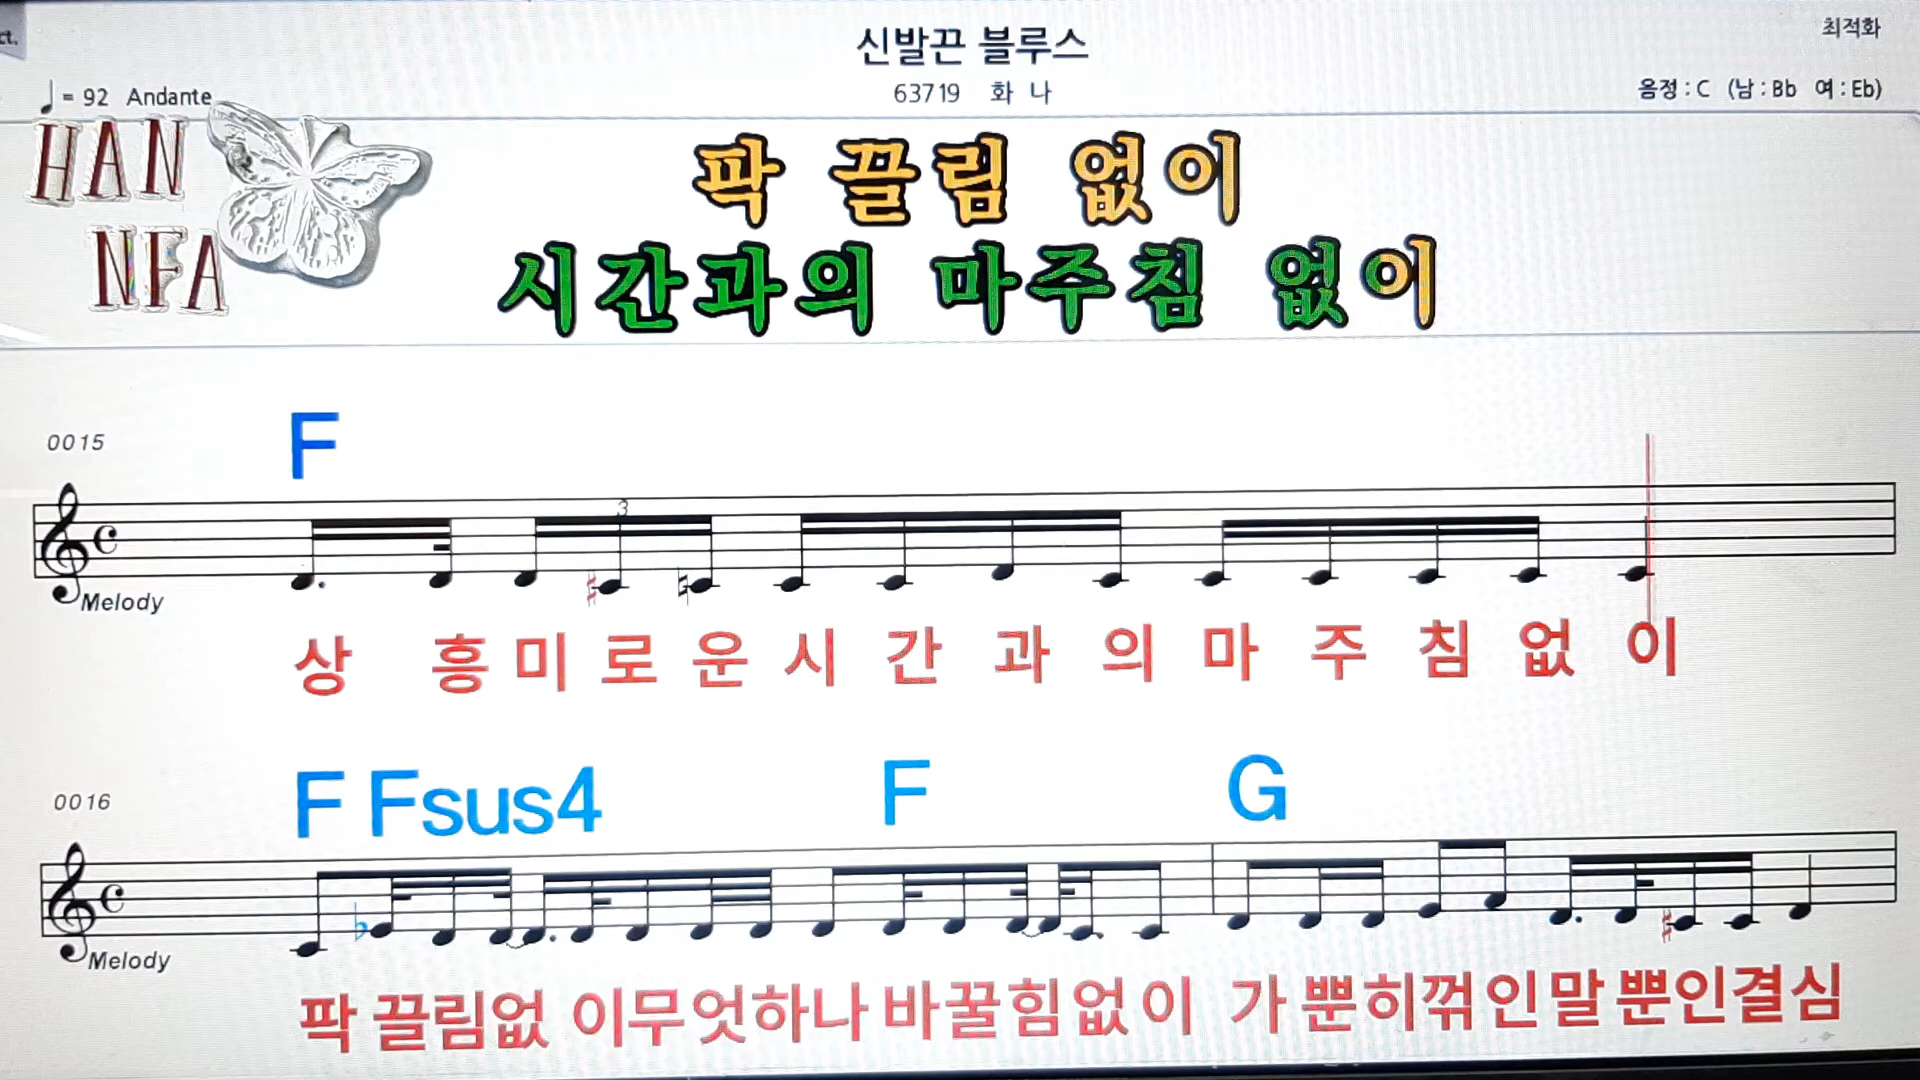 ct.
신발끈 블루스
최적화
♩= 92 Andante
63719 화 나
음정 : C (남 : Bb 여 : Eb)
HAN
NFA
팍 끌림 없이
시간과의 마주침 없이
0015
F
3
Melody
상 흥 미 로 운 시 간 과 의 마 주 침 없 이
0016
F Fsus4 F G
Melody
팍 끌림없 이무엇하나 바꿀힘없이 가 뿐히꺾인말뿐인결심